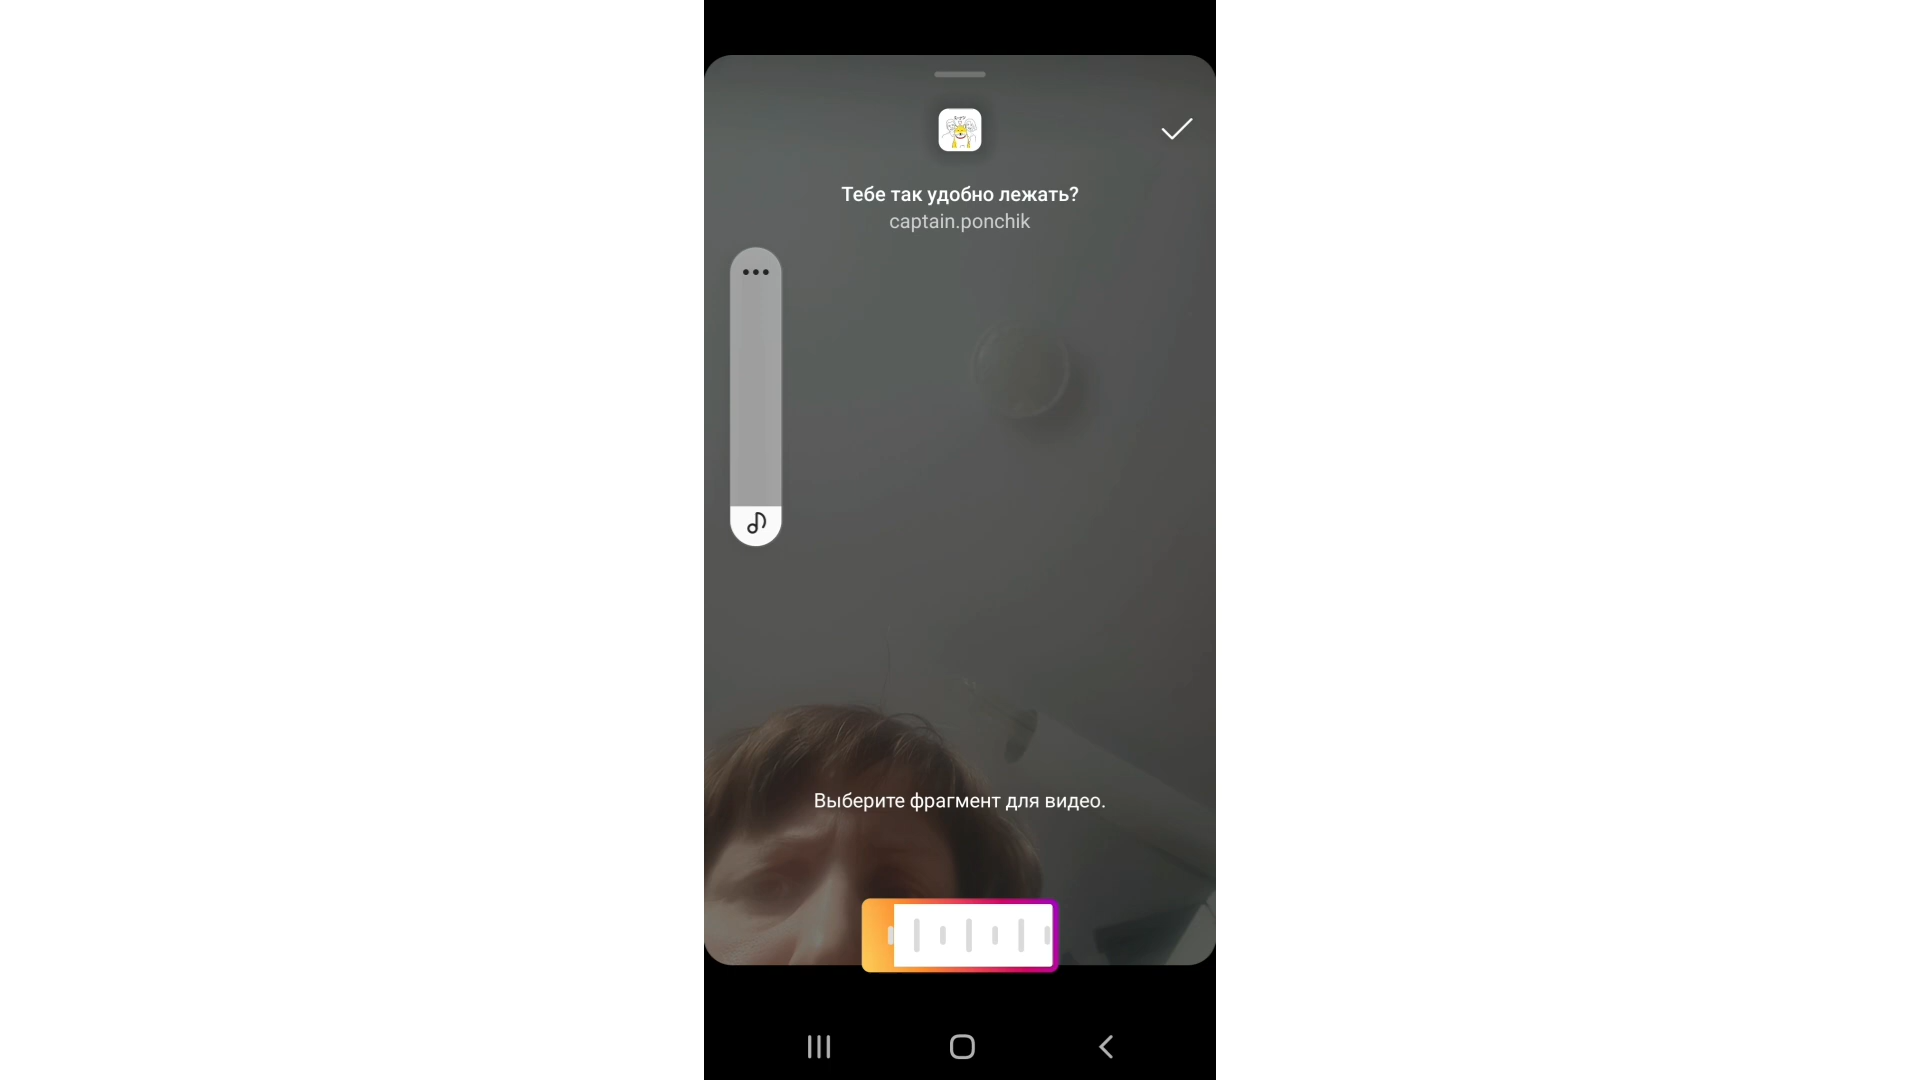 Тебе так удобно лежать?
captain.ponchik
Выберите фрагмент для видео.